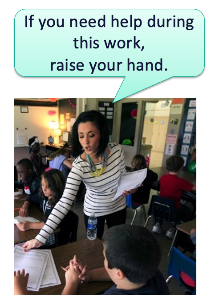 If you need help during
this work,
raise your hand.